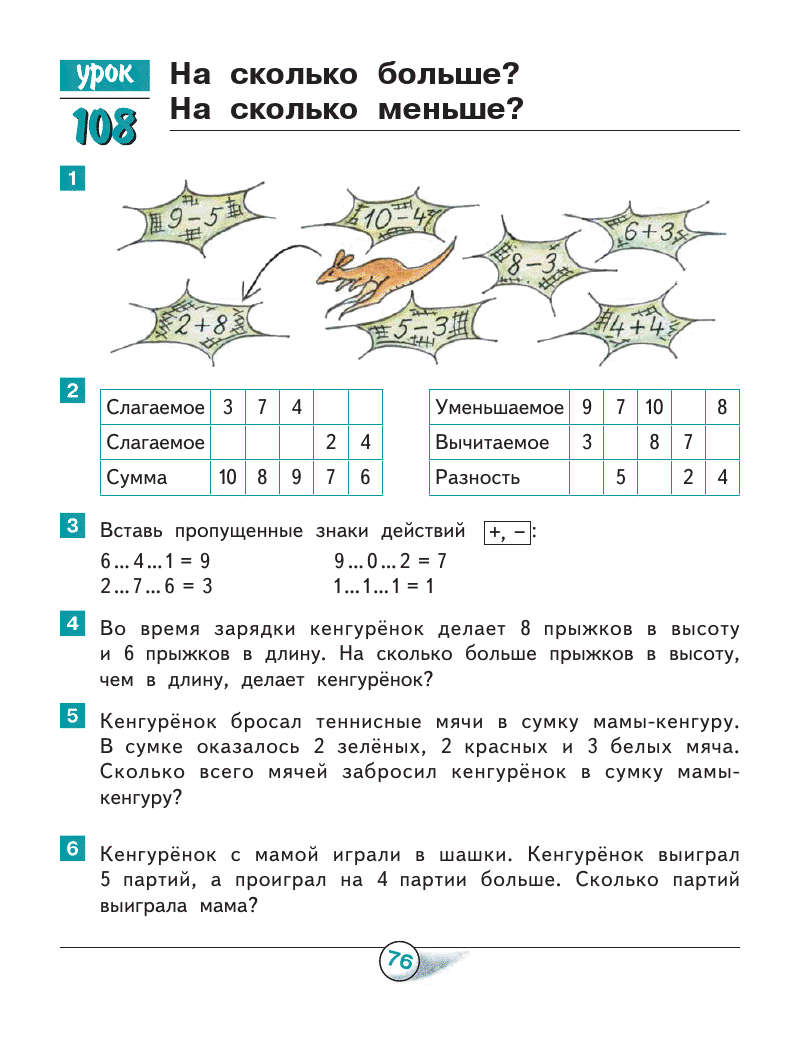 урок
108
На сколько больше?
На сколько меньше?
1
9 – 5
10 – 4
8 – 3
6 + 3
2 + 8
5 – 3
4 + 4
2
Слагаемое 3 7 4
Слагаемое 2 4
Сумма 10 8 9 7 6
Уменьшаемое 9 7 10 8
Вычитаемое 3 8 7
Разность 5 2 4
3
Вставь пропущенные знаки действий +, – :
6 ... 4 ... 1 = 9 9 ... 0 ... 2 = 7
2 ... 7 ... 6 = 3 1 ... 1 ... 1 = 1
4
Во время зарядки кенгурёнок делает 8 прыжков в высоту
и 6 прыжков в длину. На сколько больше прыжков в высоту,
чем в длину, делает кенгурёнок?
5
Кенгурёнок бросал теннисные мячи в сумку мамы-кенгуру.
В сумке оказалось 2 зелёных, 2 красных и 3 белых мяча.
Сколько всего мячей забросил кенгурёнок в сумку мамы-
кенгуру?
6
Кенгурёнок с мамой играли в шашки. Кенгурёнок выиграл
5 партий, а проиграл на 4 партии больше. Сколько партий
выиграла мама?
76